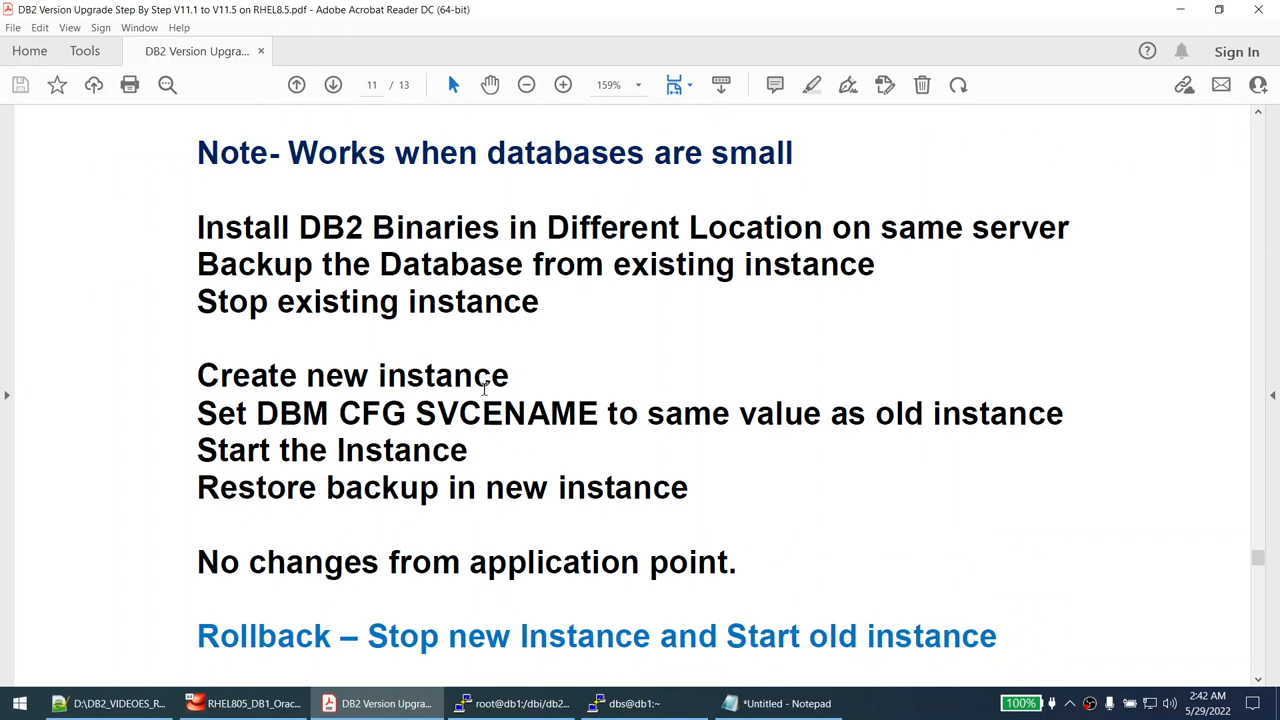 DB2 Version Upgrade Step By Step V11.1 to V11.5 on RHEL8.5.pdf - Adobe Acrobat Reader DC (64-bit)
File Edit View Sign Window Help
Home Tools DB2 Version Upgra... × Sign In
11 / 13 159%
Note- Works when databases are small
Install DB2 Binaries in Different Location on same server
Backup the Database from existing instance
Stop existing instance
Create new instance
Set DBM CFG SVCENAME to same value as old instance
Start the Instance
Restore backup in new instance
No changes from application point.
Rollback – Stop new Instance and Start old instance
D:\DB2_VIDEOES_R... RHEL805_DB1_Orac... DB2 Version Upgra... root@db1:/dbi/db2... dbs@db1:~ *Untitled - Notepad 100% 2:42 AM
5/29/2022